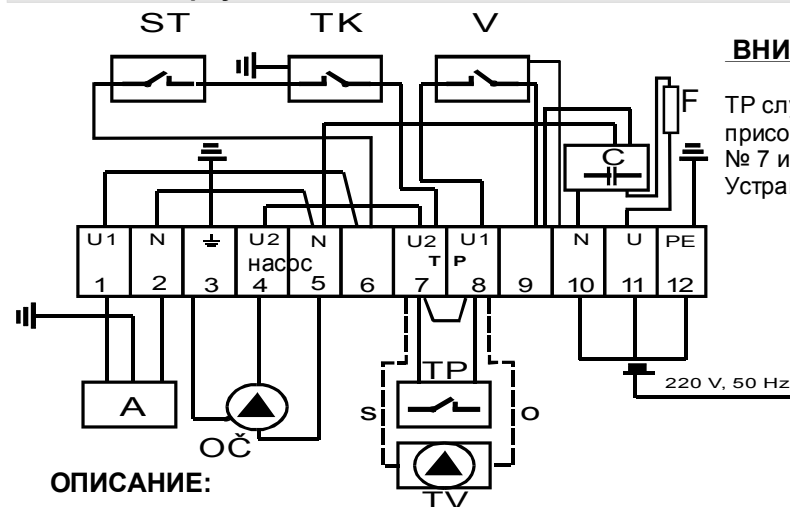 ST TK V
ВНИ
F
ТР слу
присо
№ 7 и
Устра
C
U1 N U2 N U2 U1 N U PE
насос Т Р
1 2 3 4 5 6 7 8 9 10 11 12
A
OČ
TP
s o
TV
220 V, 50 Hz
ОПИСАНИЕ: